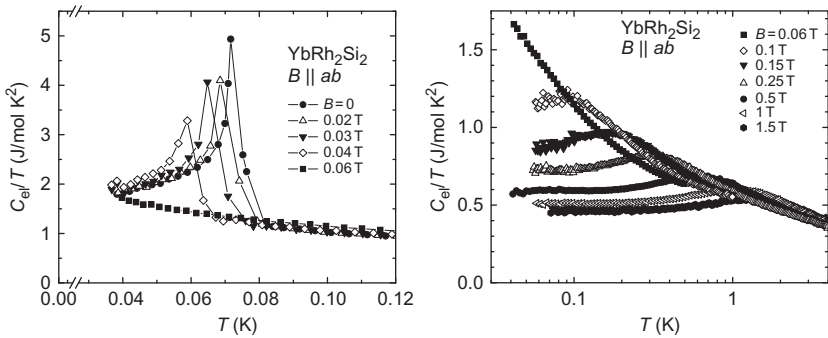 YbRh₂Si₂
B || ab
B = 0
0.02 T
0.03 T
0.04 T
0.06 T
5
4
3
2
1
0
C_el/T (J/mol K²)
0.00 0.04 0.06 0.08 0.10 0.12
T (K)
YbRh₂Si₂
B || ab
B = 0.06 T
0.1 T
0.15 T
0.25 T
0.5 T
1 T
1.5 T
1.5
1.0
0.5
0.0
C_el/T (J/mol K²)
0.1 1
T (K)